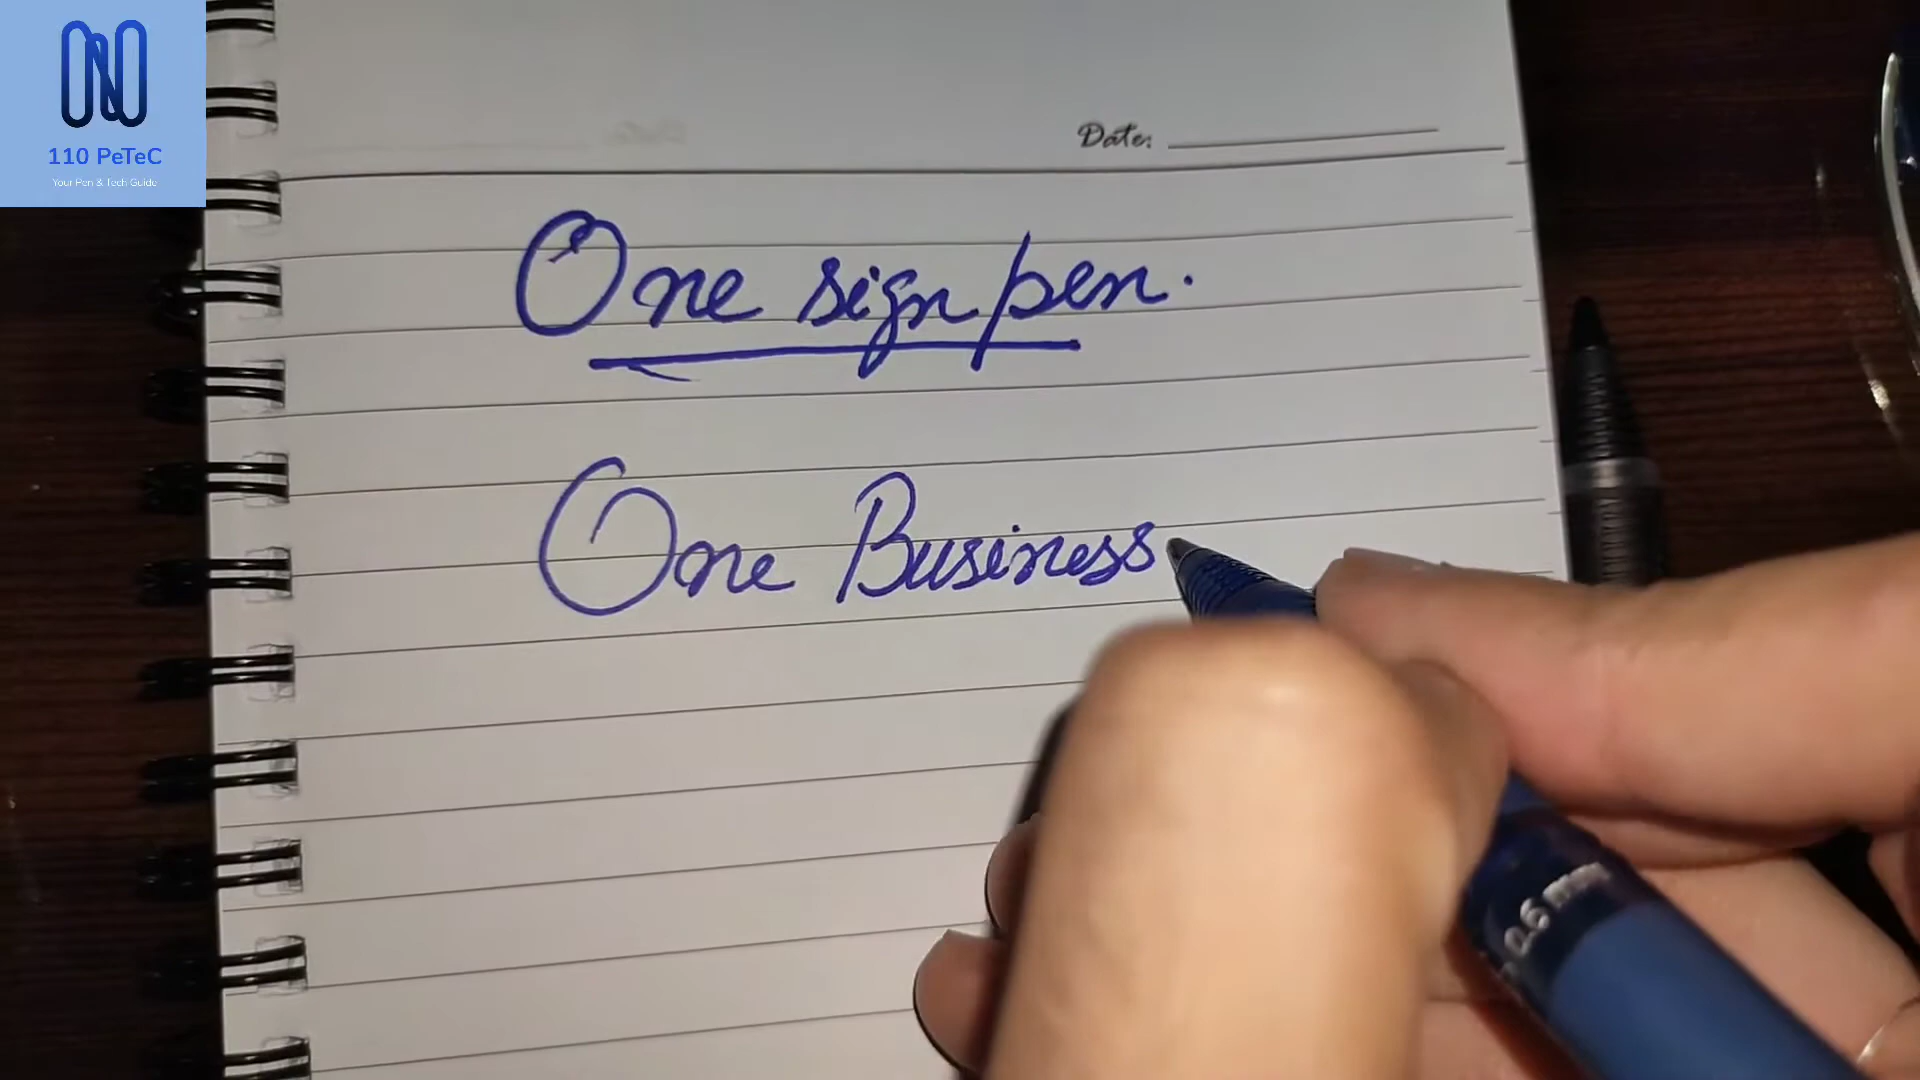 110 PeTeC
Your Pen & Tech Guide
Date:
One sign pen.
One Business
0.6 mm